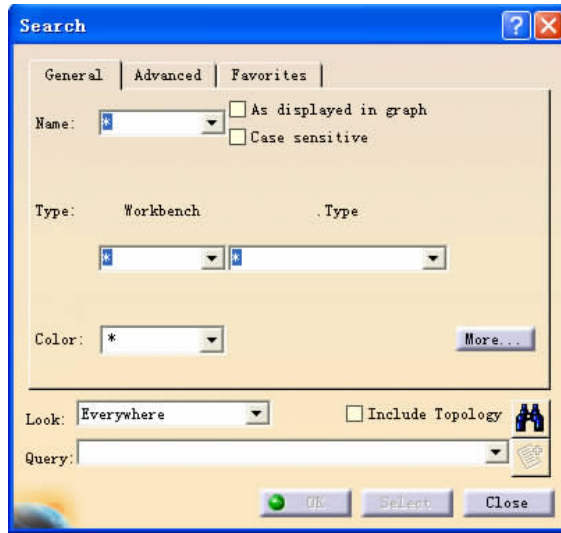 Search
General Advanced Favorites
Name: * As displayed in graph
Case sensitive
Type: Workbench .Type
* *
Color: * More...
Look: Everywhere Include Topology
Query:
OK Select Close